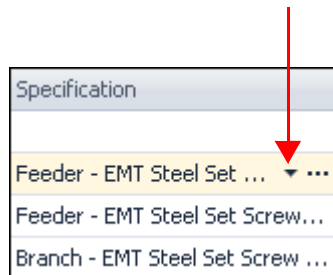 Specification
Feeder - EMT Steel Set ...
Feeder - EMT Steel Set Screw...
Branch - EMT Steel Set Screw ...